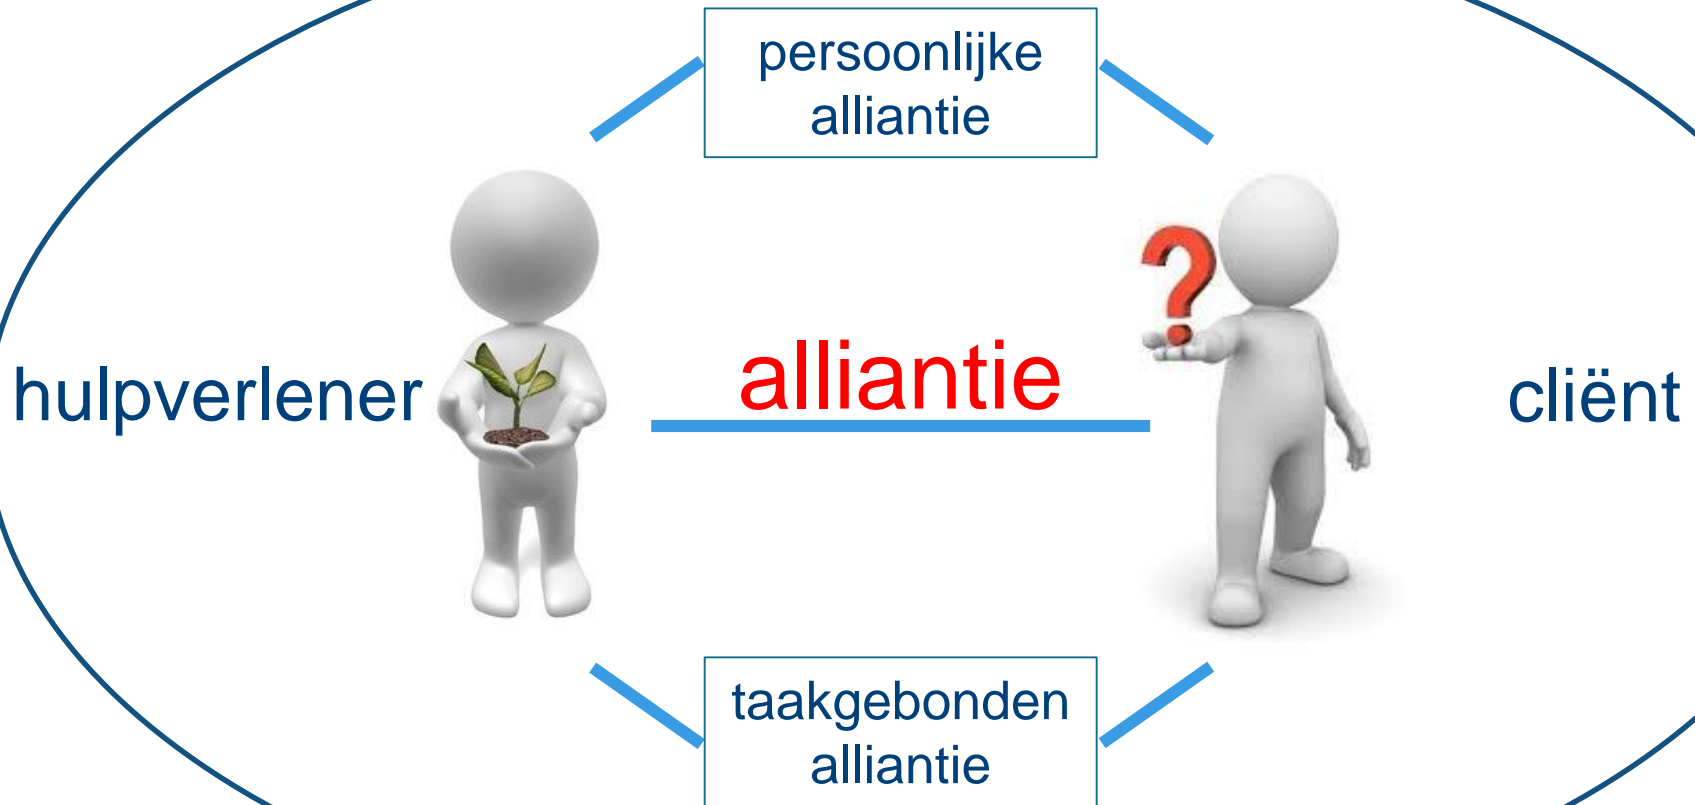 persoonlijke
alliantie
hulpverlener
alliantie
cliënt
taakgebonden
alliantie